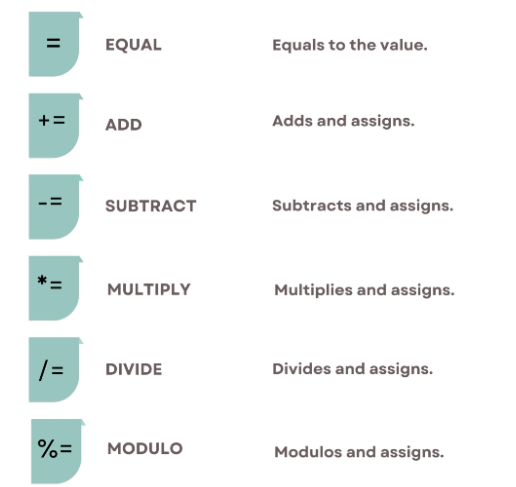 = EQUAL Equals to the value.
+= ADD Adds and assigns.
-= SUBTRACT Subtracts and assigns.
*= MULTIPLY Multiplies and assigns.
/= DIVIDE Divides and assigns.
%= MODULO Modulos and assigns.